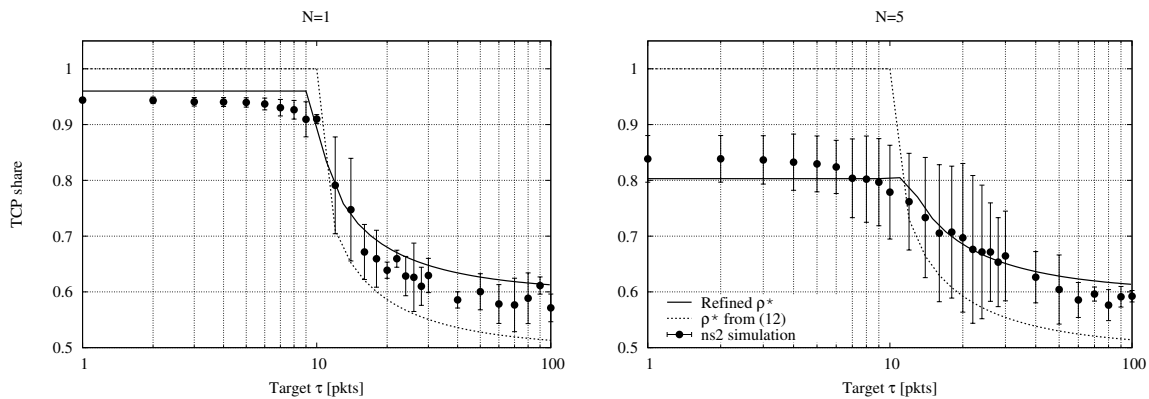 N=1
TCP share
1
0.9
0.8
0.7
0.6
0.5
1
10
100
Target τ [pkts]
N=5
1
0.9
0.8
0.7
0.6
0.5
Refined ρ*
ρ* from (12)
ns2 simulation
1
10
100
Target τ [pkts]